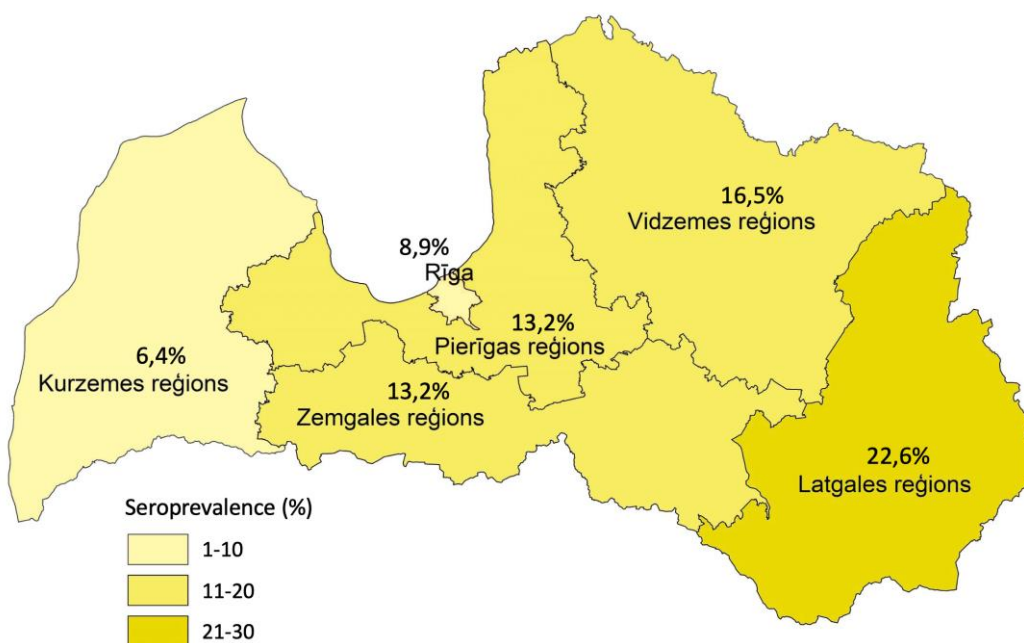 16,5%
Vidzemes reģions
8,9%
Rīga
13,2%
Pierīgas reģions
6,4%
Kurzemes reģions
13,2%
Zemgales reģions
22,6%
Latgales reģions
Seroprevalence (%)
1-10
11-20
21-30